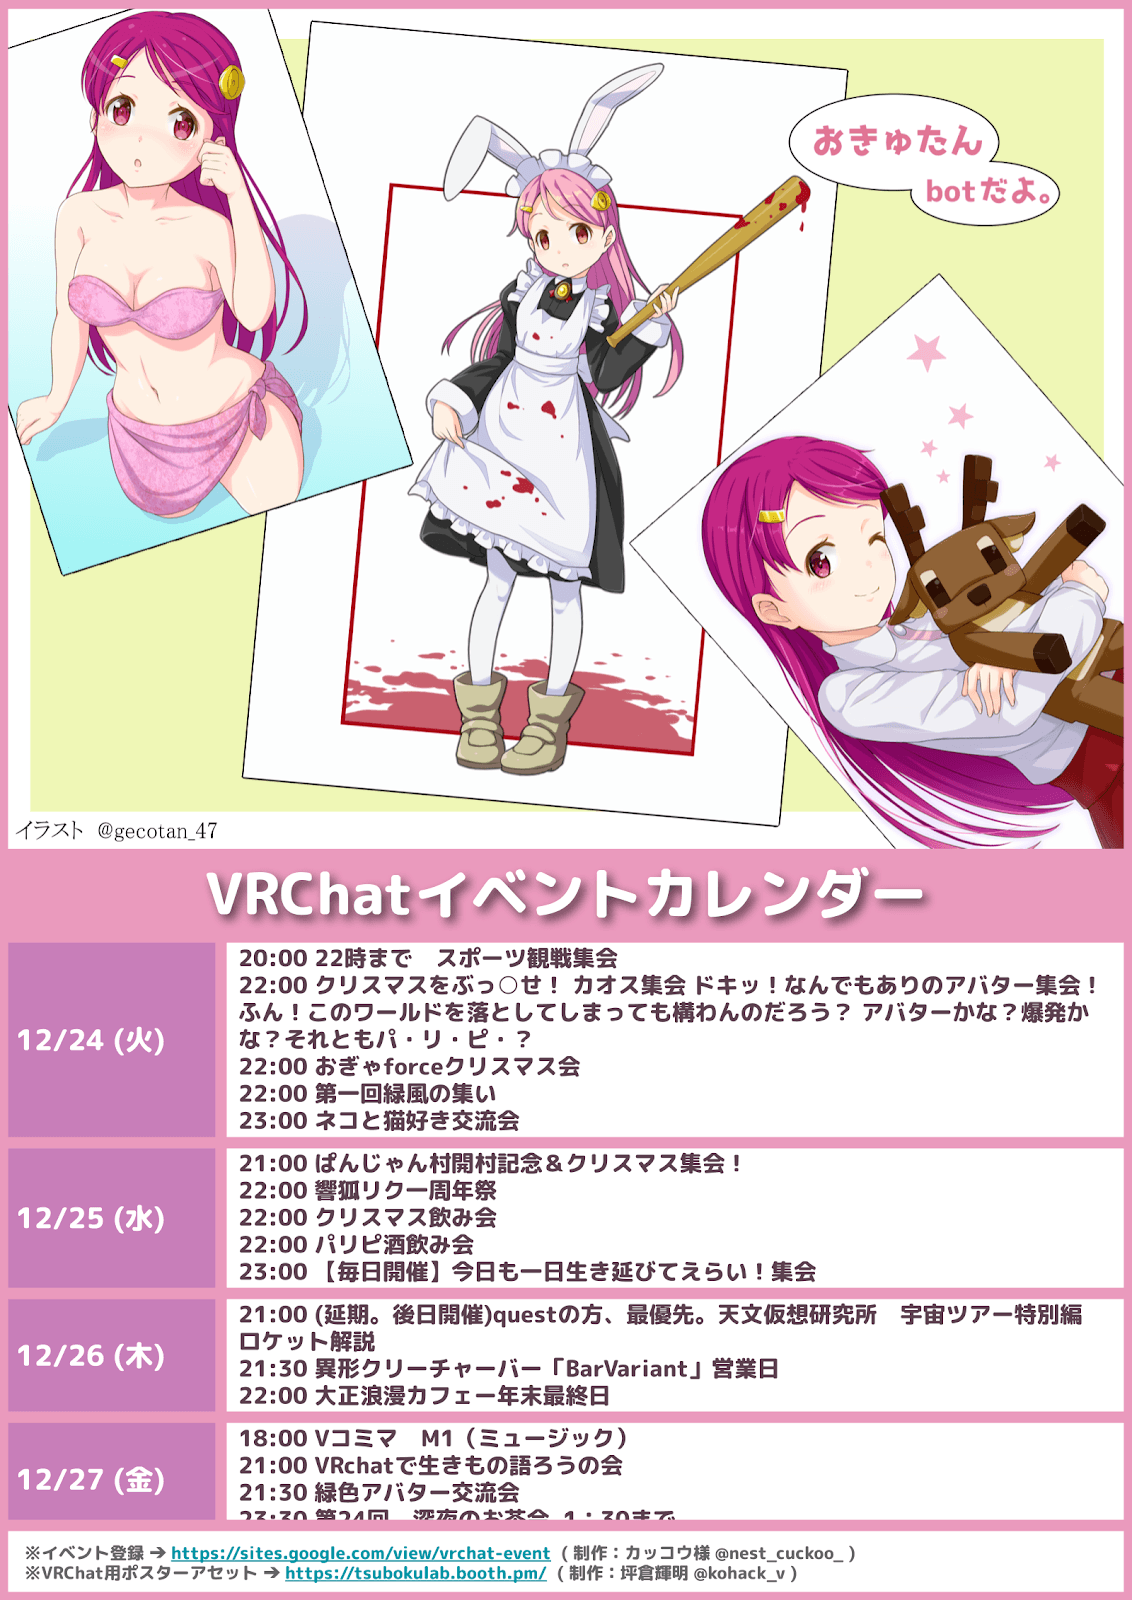 おきゅたん
botだよ。
イラスト @gecotan_47
VRChatイベントカレンダー
12/24 (火)
20:00 22時まで　スポーツ観戦集会
22:00 クリスマスをぶっ○せ！ カオス集会 ドキッ！なんでもありのアバター集会！
ふん！このワールドを落としてしまっても構わんのだろう？ アバターかな？爆発か
な？それともパ・リ・ピ・？
22:00 おぎゃforceクリスマス会
22:00 第一回緑風の集い
23:00 ネコと猫好き交流会
12/25 (水)
21:00 ぱんじゃん村開村記念＆クリスマス集会！
22:00 響狐リク一周年祭
22:00 クリスマス飲み会
22:00 パリピ酒飲み会
23:00 【毎日開催】今日も一日生き延びてえらい！集会
12/26 (木)
21:00 (延期。後日開催)questの方、最優先。天文仮想研究所　宇宙ツアー特別編
ロケット解説
21:30 異形クリーチャーバー「BarVariant」営業日
22:00 大正浪漫カフェー年末最終日
12/27 (金)
18:00 Vコミマ　M1（ミュージック）
21:00 VRchatで生きもの語ろうの会
21:30 緑色アバター交流会
23:30 第24回　深夜のお茶会 1：30まで
※イベント登録 → https://sites.google.com/view/vrchat-event （制作：カッコウ様 @nest_cuckoo_ ）
※VRChat用ポスターアセット → https://tsubokulab.booth.pm/ （制作：坪倉輝明 @kohack_v ）